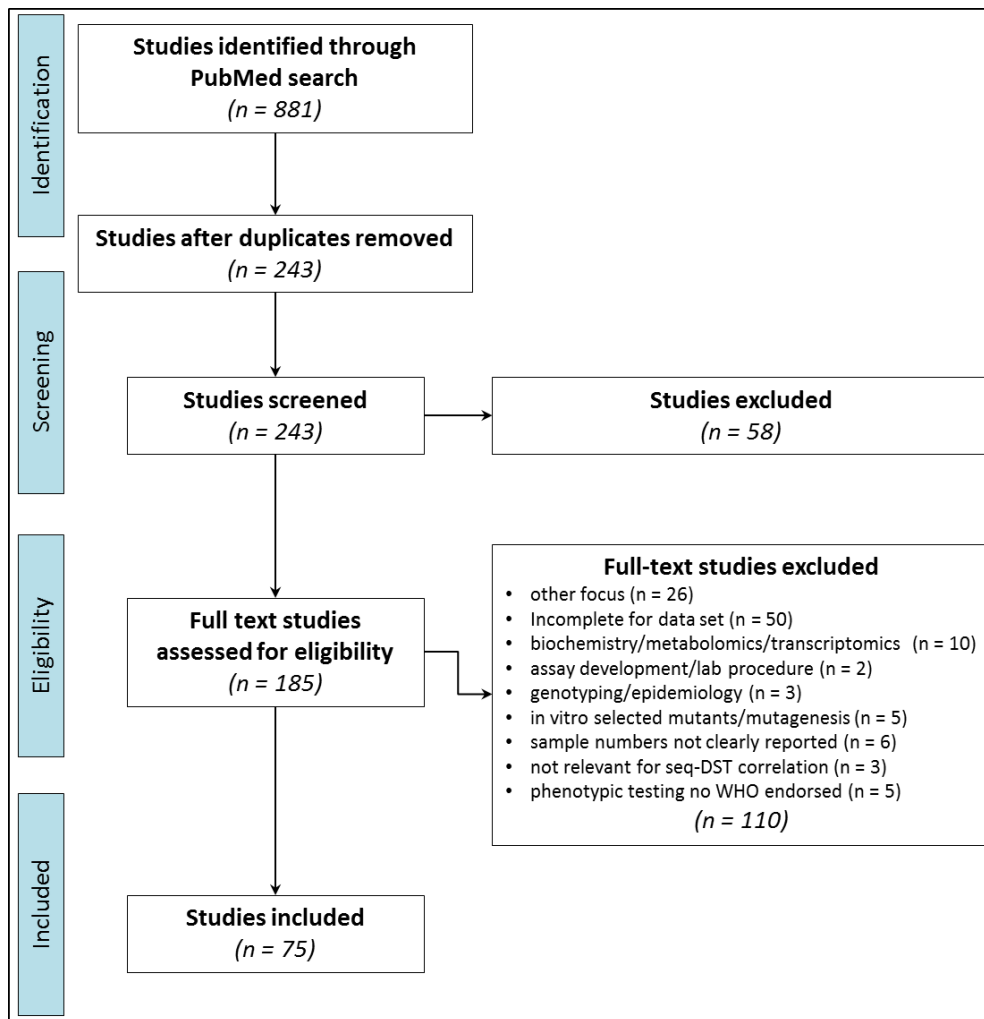 Identification
Studies identified through
PubMed search
(n = 881)
Studies after duplicates removed
(n = 243)
Screening
Studies screened
(n = 243)
Studies excluded
(n = 58)
Eligibility
Full text studies
assessed for eligibility
(n = 185)
Full-text studies excluded
• other focus (n = 26)
• Incomplete for data set (n = 50)
• biochemistry/metabolomics/transcriptomics (n = 10)
• assay development/lab procedure (n = 2)
• genotyping/epidemiology (n = 3)
• in vitro selected mutants/mutagenesis (n = 5)
• sample numbers not clearly reported (n = 6)
• not relevant for seq-DST correlation (n = 3)
• phenotypic testing no WHO endorsed (n = 5)
(n = 110)
Included
Studies included
(n = 75)